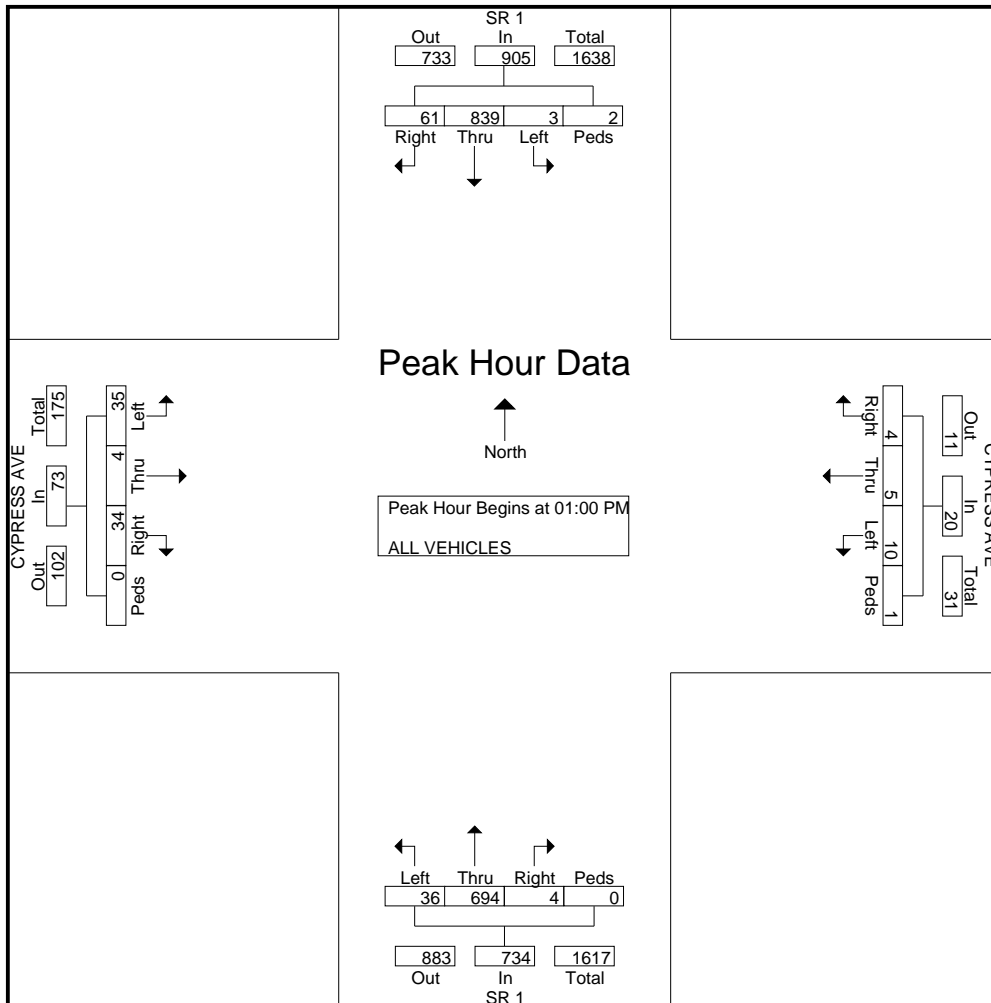 SR 1
Out In Total
733 905 1638
61 839 3 2
Right Thru Left Peds
Peak Hour Data
North
Peak Hour Begins at 01:00 PM
ALL VEHICLES
CYPRESS AVE
Total In Out
175 73 102
35 4 34 0
Left Thru Right Peds
CYPRESS AVE
Out In Total
11 20 31
4 5 10 1
Right Thru Left Peds
Left Thru Right Peds
36 694 4 0
883 734 1617
Out In Total
SR 1